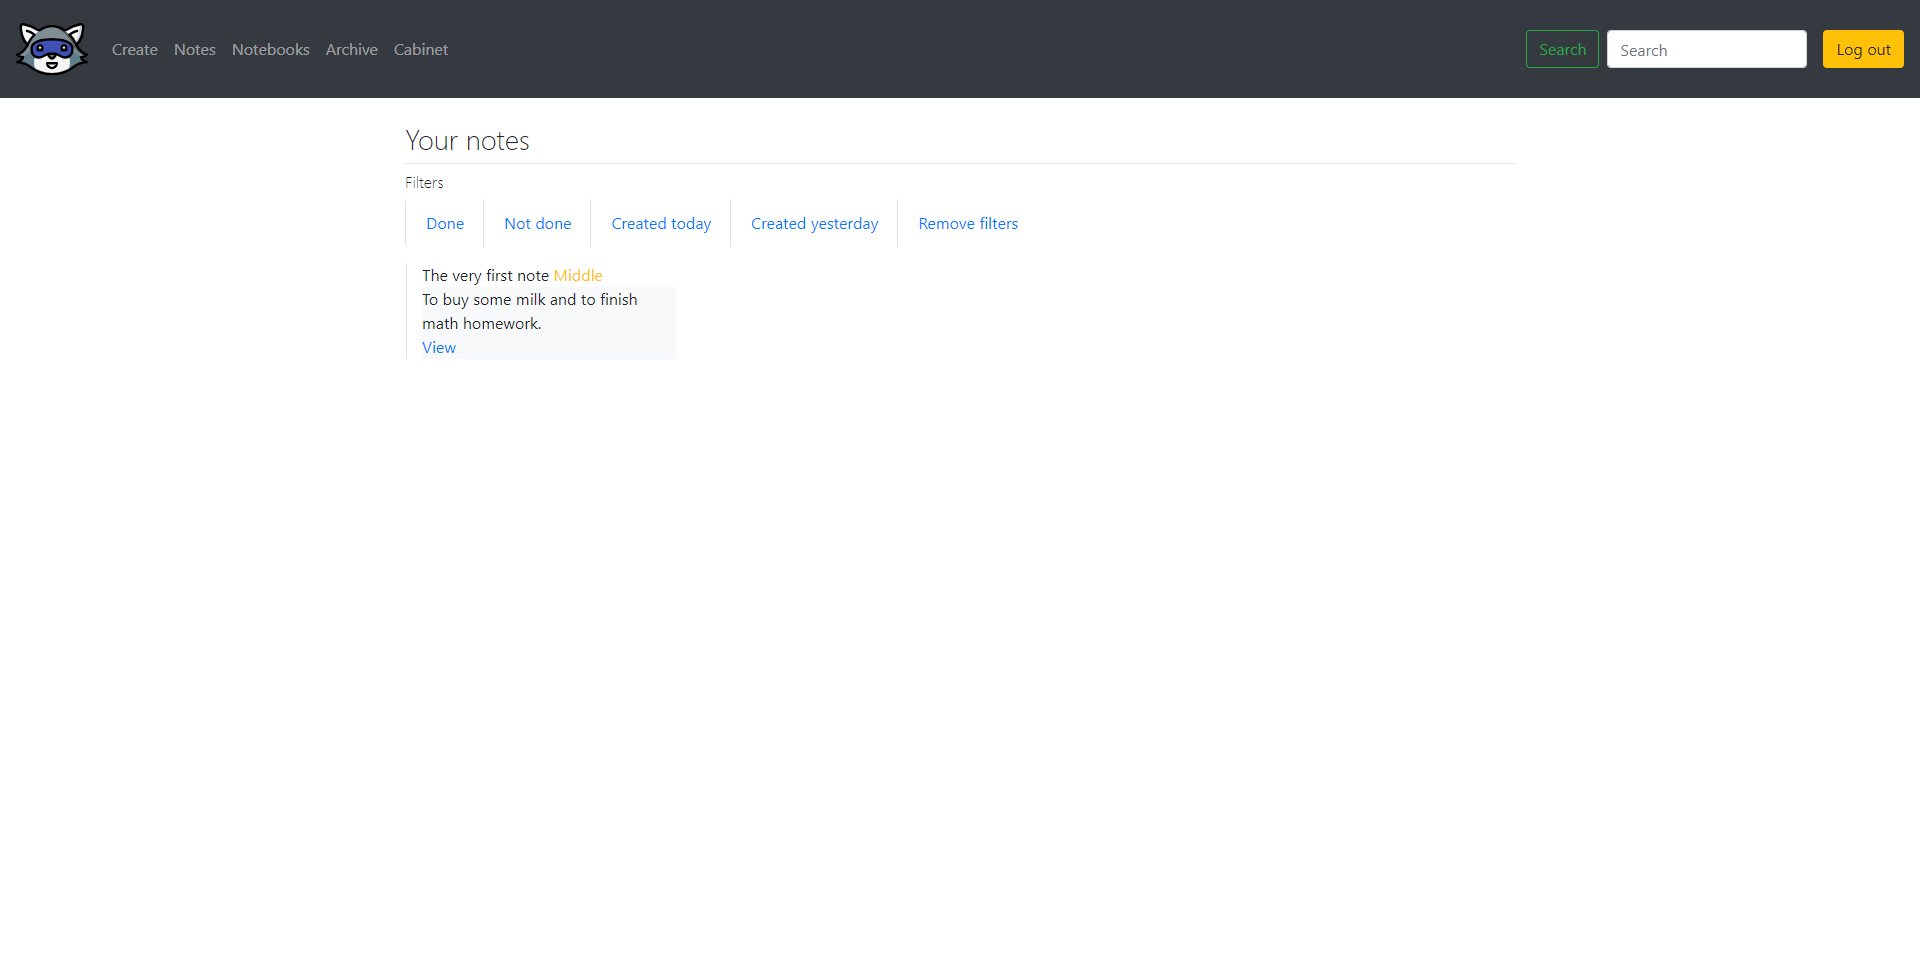 Create Notes Notebooks Archive Cabinet Search Search Log out
Your notes
Filters
Done Not done Created today Created yesterday Remove filters
The very first note Middle
To buy some milk and to finish
math homework.
View